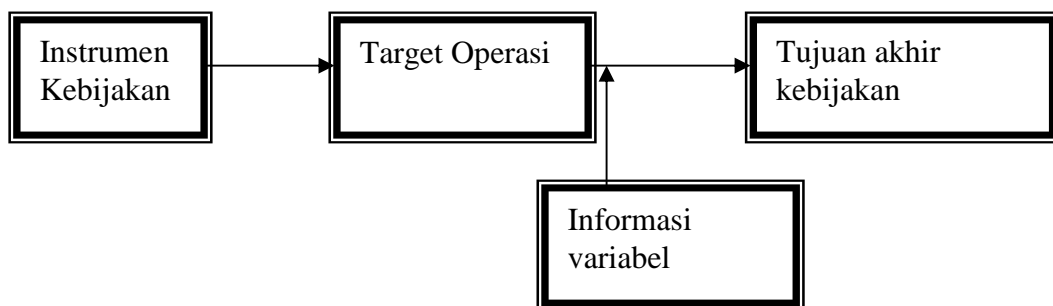 Instrumen
Kebijakan
Target Operasi
Tujuan akhir
kebijakan
Informasi
variabel